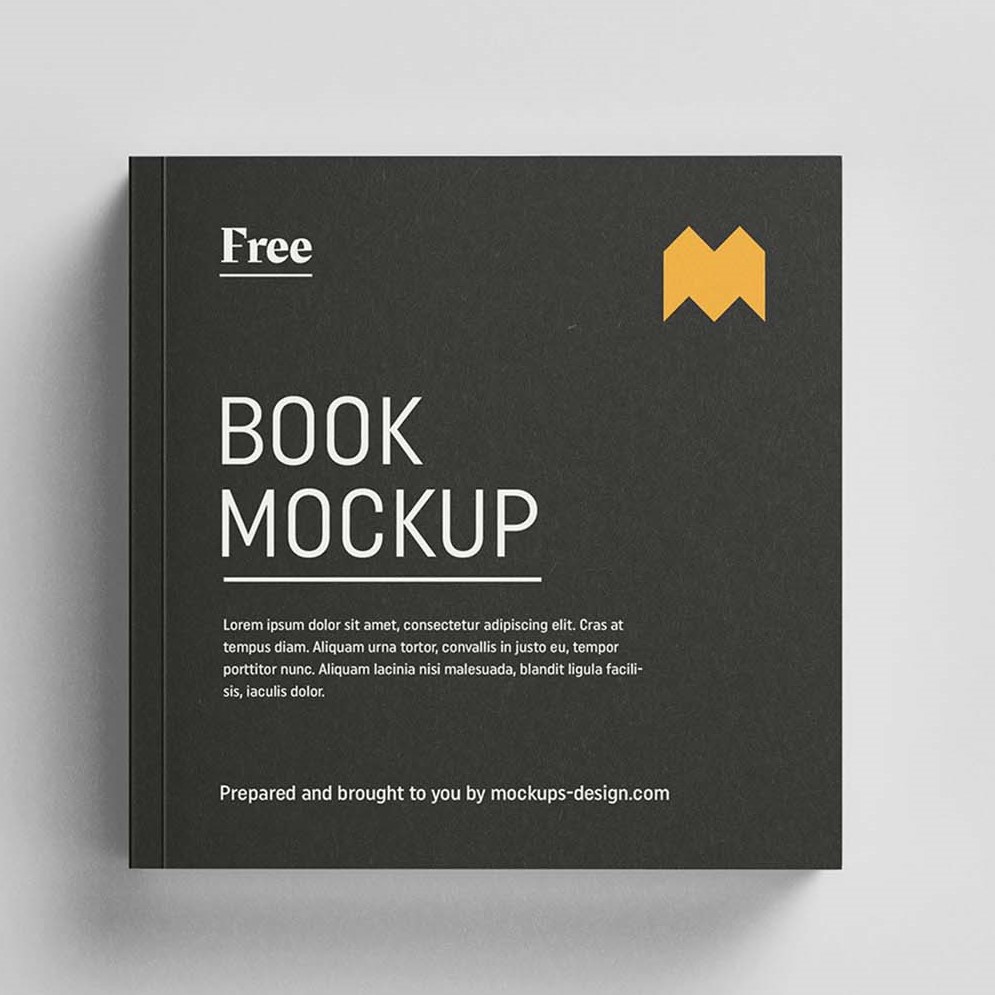 Free
BOOK
MOCKUP
Lorem ipsum dolor sit amet, consectetur adipiscing elit. Cras at
tempus diam. Aliquam urna tortor, convallis in justo eu, tempor
porttitor nunc. Aliquam lacinia nisi malesuada, blandit ligula facili-
sis, iaculis dolor.
Prepared and brought to you by mockups-design.com